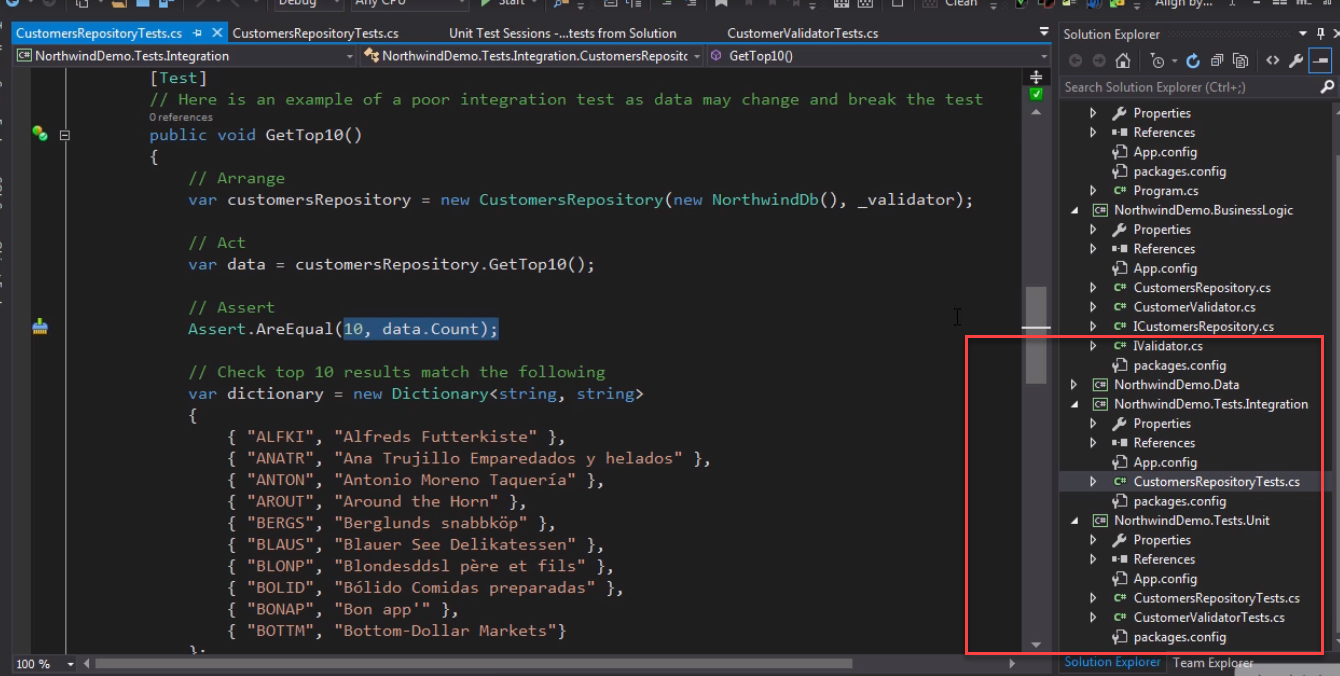 Debug
Any CPU
Start
Clean
Align by...
CustomersRepositoryTests.cs
CustomersRepositoryTests.cs
Unit Test Sessions -...tests from Solution
CustomerValidatorTests.cs
NorthwindDemo.Tests.Integration
NorthwindDemo.Tests.Integration.CustomersRepositc
GetTop10()
[Test]
// Here is an example of a poor integration test as data may change and break the test
0 references
public void GetTop10()
{
// Arrange
var customersRepository = new CustomersRepository(new NorthwindDb(), _validator);
// Act
var data = customersRepository.GetTop10();
// Assert
Assert.AreEqual(10, data.Count);
// Check top 10 results match the following
var dictionary = new Dictionary<string, string>
{
{ "ALFKI", "Alfreds Futterkiste" },
{ "ANATR", "Ana Trujillo Emparedados y helados" },
{ "ANTON", "Antonio Moreno Taquería" },
{ "AROUT", "Around the Horn" },
{ "BERGS", "Berglunds snabbköp" },
{ "BLAUS", "Blauer See Delikatessen" },
{ "BLONP", "Blondesddsl père et fils" },
{ "BOLID", "Bólido Comidas preparadas" },
{ "BONAP", "Bon app'" },
{ "BOTTM", "Bottom-Dollar Markets"}
};
100 %
Solution Explorer
Search Solution Explorer (Ctrl+;)
Properties
References
App.config
packages.config
C# Program.cs
C# NorthwindDemo.BusinessLogic
Properties
References
App.config
C# CustomersRepository.cs
C# CustomerValidator.cs
C# ICustomersRepository.cs
C# IValidator.cs
packages.config
C# NorthwindDemo.Data
C# NorthwindDemo.Tests.Integration
Properties
References
App.config
C# CustomersRepositoryTests.cs
packages.config
C# NorthwindDemo.Tests.Unit
Properties
References
App.config
C# CustomersRepositoryTests.cs
C# CustomerValidatorTests.cs
packages.config
Solution Explorer
Team Explorer